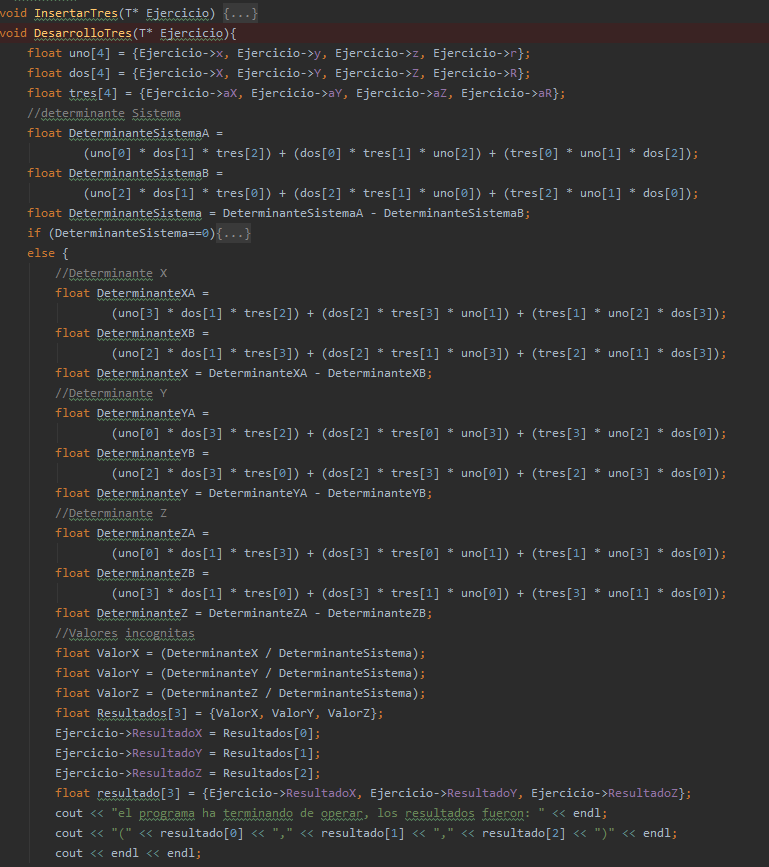 void InsertarTres(T* Ejercicio) {...}
void DesarrolloTres(T* Ejercicio){
    float uno[4] = {Ejercicio->x, Ejercicio->y, Ejercicio->z, Ejercicio->r};
    float dos[4] = {Ejercicio->X, Ejercicio->Y, Ejercicio->Z, Ejercicio->R};
    float tres[4] = {Ejercicio->aX, Ejercicio->aY, Ejercicio->aZ, Ejercicio->aR};
    //determinante Sistema
    float DeterminanteSistemaA =
            (uno[0] * dos[1] * tres[2]) + (dos[0] * tres[1] * uno[2]) + (tres[0] * uno[1] * dos[2]);
    float DeterminanteSistemaB =
            (uno[2] * dos[1] * tres[0]) + (dos[2] * tres[1] * uno[0]) + (tres[2] * uno[1] * dos[0]);
    float DeterminanteSistema = DeterminanteSistemaA - DeterminanteSistemaB;
    if (DeterminanteSistema==0){...}
    else {
        //Determinante X
        float DeterminanteXA =
                (uno[3] * dos[1] * tres[2]) + (dos[2] * tres[3] * uno[1]) + (tres[1] * uno[2] * dos[3]);
        float DeterminanteXB =
                (uno[2] * dos[1] * tres[3]) + (dos[2] * tres[1] * uno[3]) + (tres[2] * uno[1] * dos[3]);
        float DeterminanteX = DeterminanteXA - DeterminanteXB;
        //Determinante Y
        float DeterminanteYA =
                (uno[0] * dos[3] * tres[2]) + (dos[2] * tres[0] * uno[3]) + (tres[3] * uno[2] * dos[0]);
        float DeterminanteYB =
                (uno[2] * dos[3] * tres[0]) + (dos[2] * tres[3] * uno[0]) + (tres[2] * uno[3] * dos[0]);
        float DeterminanteY = DeterminanteYA - DeterminanteYB;
        //Determinante Z
        float DeterminanteZA =
                (uno[0] * dos[1] * tres[3]) + (dos[3] * tres[0] * uno[1]) + (tres[1] * uno[3] * dos[0]);
        float DeterminanteZB =
                (uno[3] * dos[1] * tres[0]) + (dos[3] * tres[1] * uno[0]) + (tres[3] * uno[1] * dos[0]);
        float DeterminanteZ = DeterminanteZA - DeterminanteZB;
        //Valores incognitas
        float ValorX = (DeterminanteX / DeterminanteSistema);
        float ValorY = (DeterminanteY / DeterminanteSistema);
        float ValorZ = (DeterminanteZ / DeterminanteSistema);
        float Resultados[3] = {ValorX, ValorY, ValorZ};
        Ejercicio->ResultadoX = Resultados[0];
        Ejercicio->ResultadoY = Resultados[1];
        Ejercicio->ResultadoZ = Resultados[2];
        float resultado[3] = {Ejercicio->ResultadoX, Ejercicio->ResultadoY, Ejercicio->ResultadoZ};
        cout << "el programa ha terminando de operar, los resultados fueron: " << endl;
        cout << "(" << resultado[0] << "," << resultado[1] << "," << resultado[2] << ")" << endl;
        cout << endl << endl;